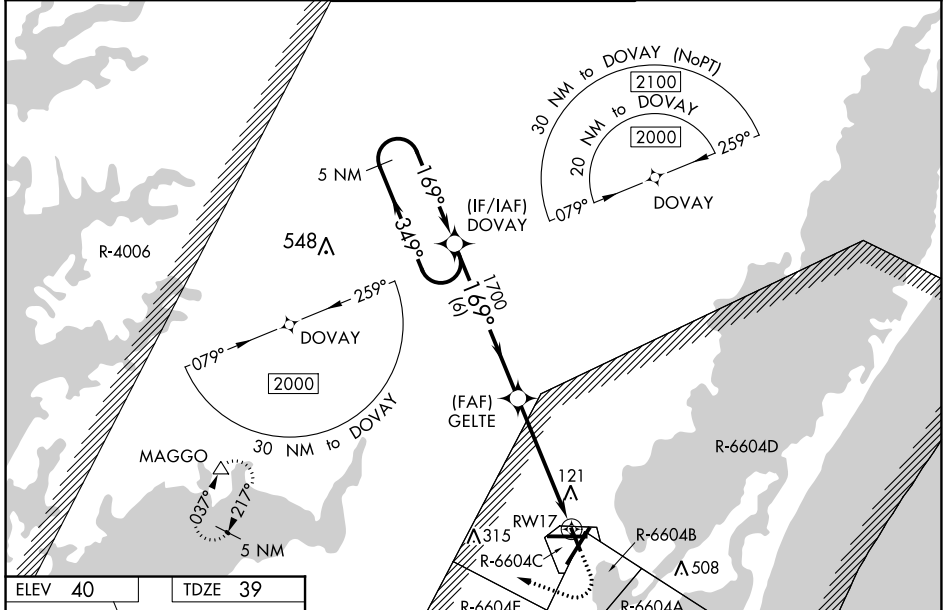 30 NM to DOVAY (NoPT)
2100
20 NM to DOVAY
2000
259°
079°
DOVAY
5 NM
169°
349°
(IF/IAF)
DOVAY
R-4006
548
1700
169°
(6)
259°
079°
DOVAY
2000
30 NM to DOVAY
(FAF)
GELTE
R-6604D
MAGGO
037°
217°
5 NM
121
RW17
315
R-6604C
R-6604B
508
ELEV 40
TDZE 39
R-6604E
R-6604A